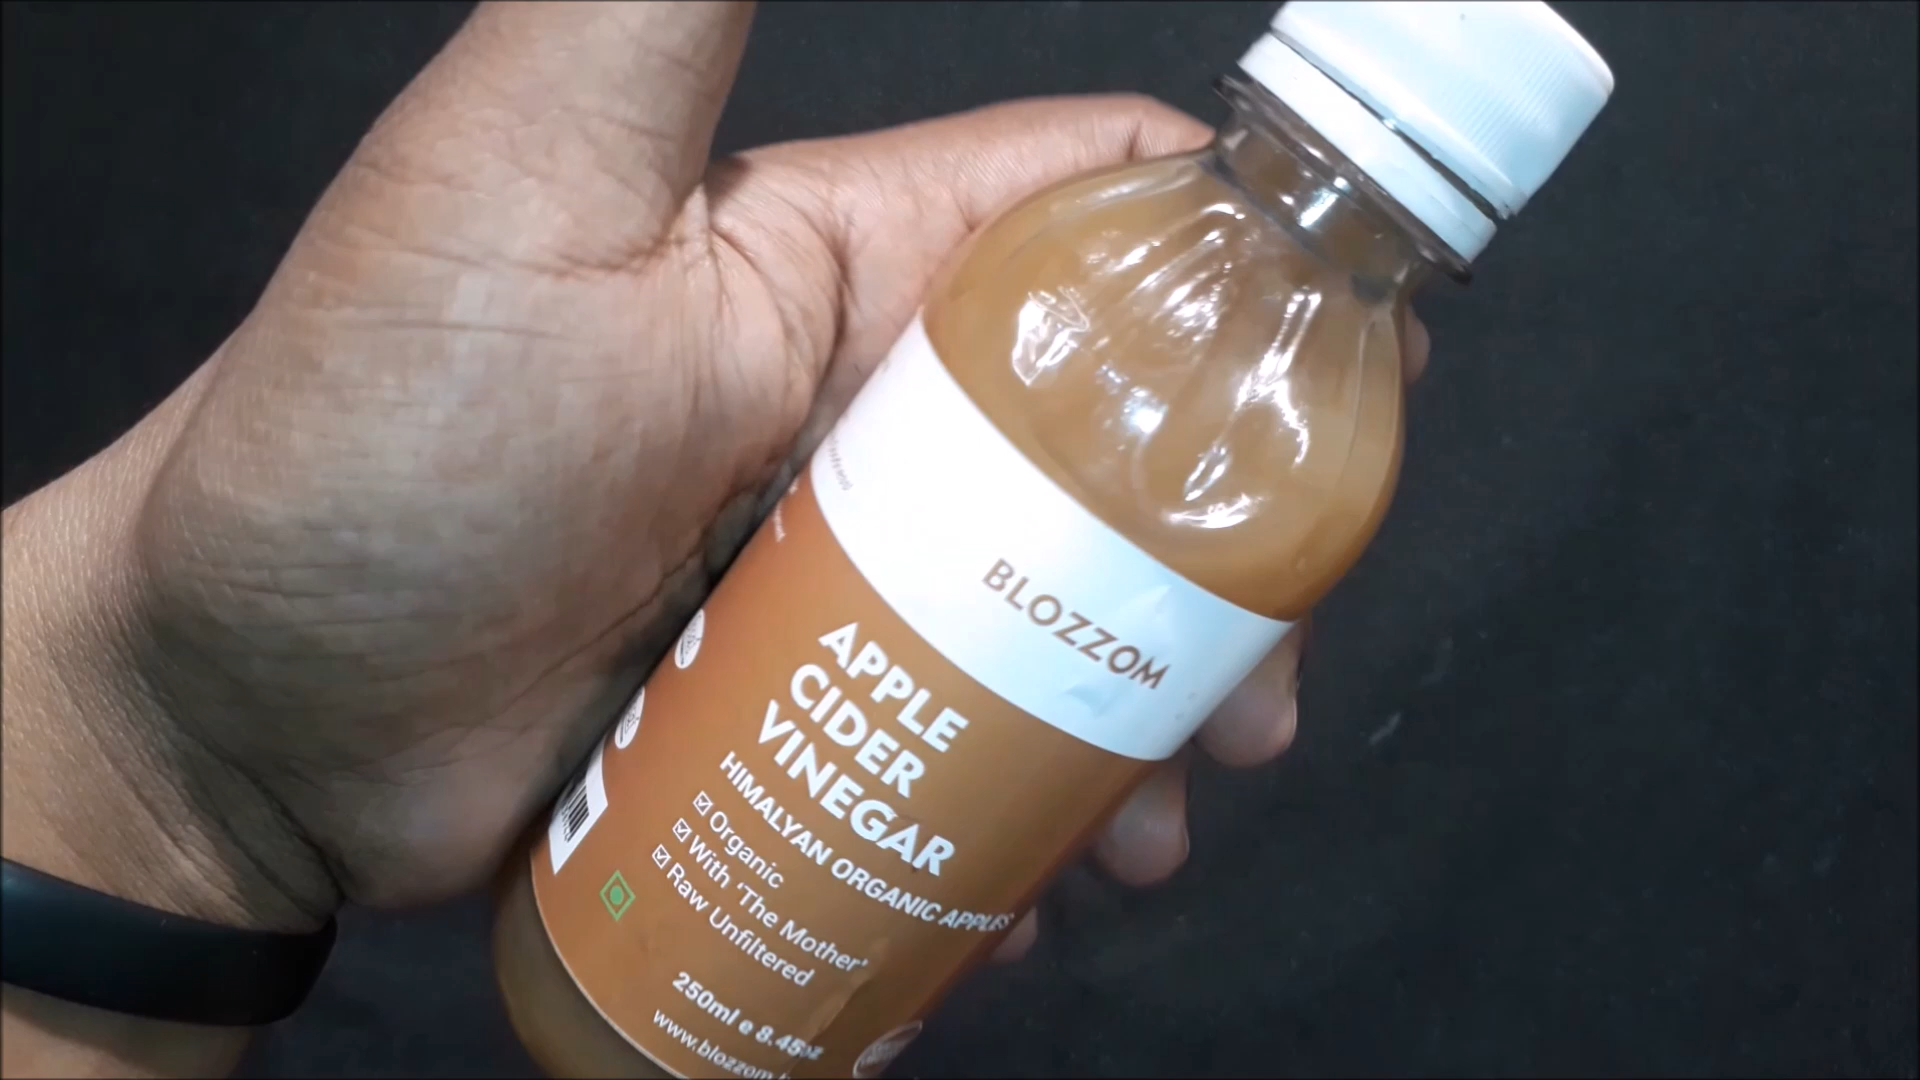 BLOZZOM
APPLE
CIDER
VINEGAR
HIMALYAN ORGANIC APPLES
☑ Organic
☑ With 'The Mother'
☑ Raw Unfiltered
250ml e 8.45oz
www.blozzom.